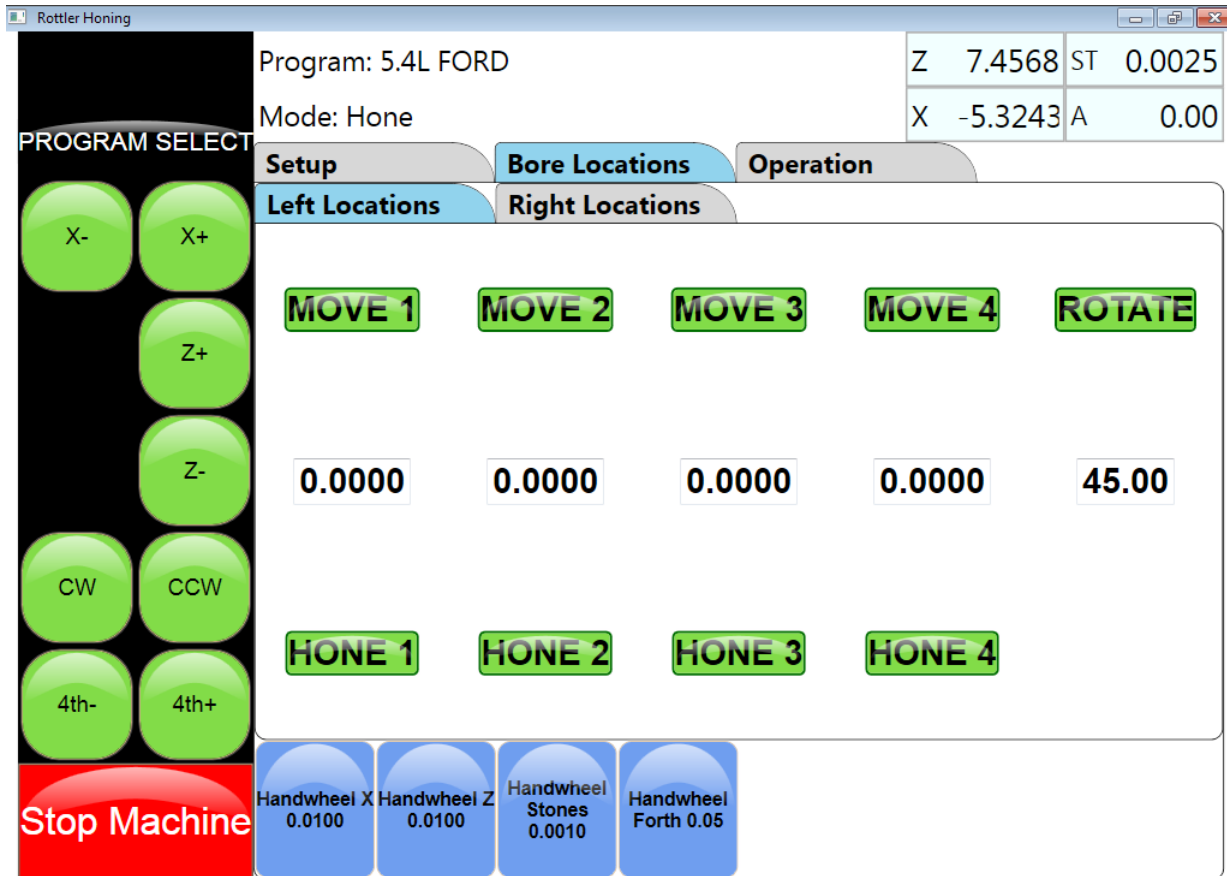 Rottler Honing
Program: 5.4L FORD
Z 7.4568 ST 0.0025
Mode: Hone
X -5.3243 A 0.00
PROGRAM SELECT
Setup Bore Locations Operation
Left Locations Right Locations
X- X+
MOVE 1 MOVE 2 MOVE 3 MOVE 4 ROTATE
Z+
Z-
0.0000 0.0000 0.0000 0.0000 45.00
CW CCW
HONE 1 HONE 2 HONE 3 HONE 4
4th- 4th+
Stop Machine
Handwheel X
0.0100
Handwheel Z
0.0100
Handwheel
Stones
0.0010
Handwheel
Forth 0.05